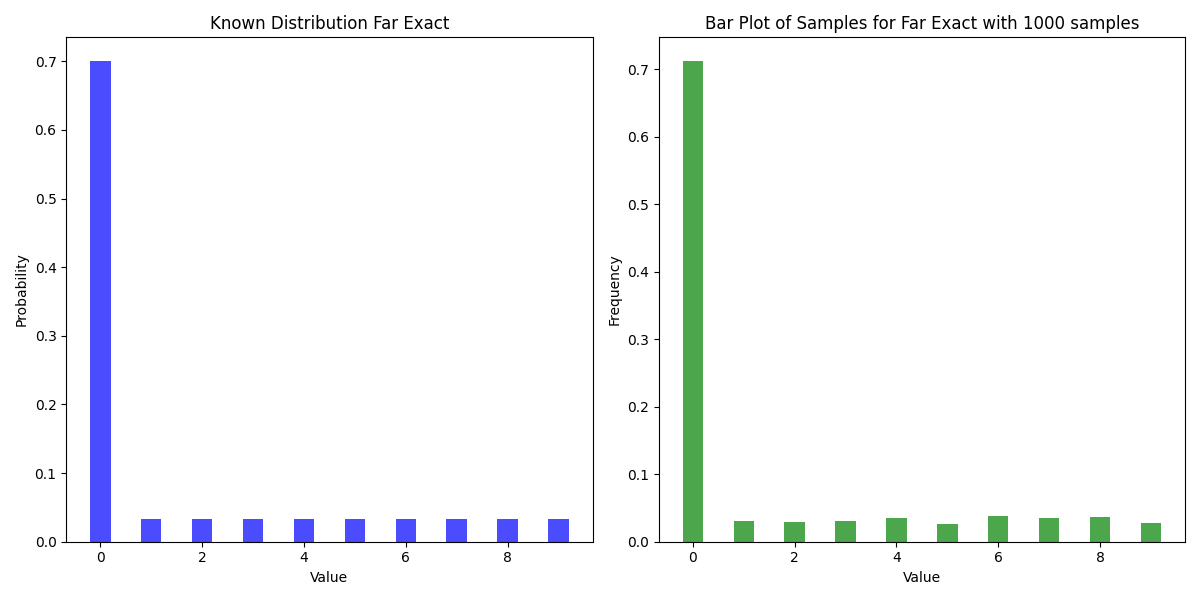 Known Distribution Far Exact
Probability
0.7
0.6
0.5
0.4
0.3
0.2
0.1
0.0
0 2 4 6 8
Value
Bar Plot of Samples for Far Exact with 1000 samples
Frequency
0.7
0.6
0.5
0.4
0.3
0.2
0.1
0.0
0 2 4 6 8
Value